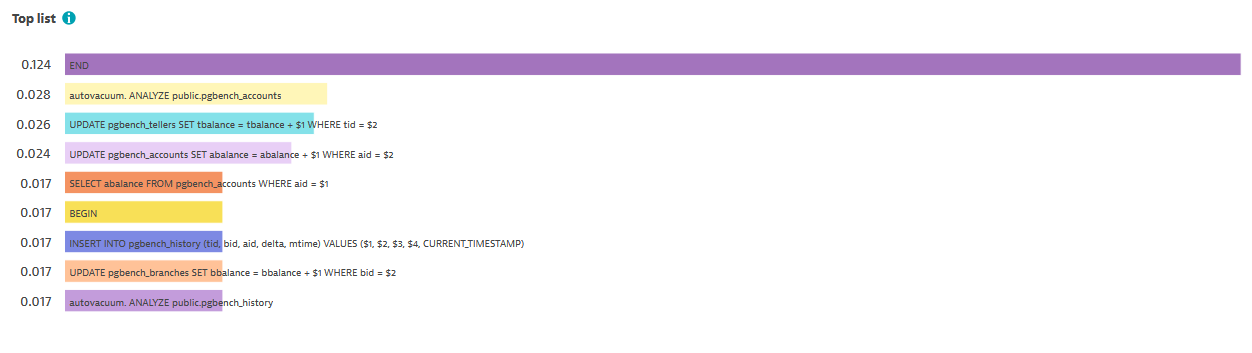 Top list
0.124 END
0.028 autovacuum. ANALYZE public.pgbench_accounts
0.026 UPDATE pgbench_tellers SET tbalance = tbalance + $1 WHERE tid = $2
0.024 UPDATE pgbench_accounts SET abalance = abalance + $1 WHERE aid = $2
0.017 SELECT abalance FROM pgbench_accounts WHERE aid = $1
0.017 BEGIN
0.017 INSERT INTO pgbench_history (tid, bid, aid, delta, mtime) VALUES ($1, $2, $3, $4, CURRENT_TIMESTAMP)
0.017 UPDATE pgbench_branches SET bbalance = bbalance + $1 WHERE bid = $2
0.017 autovacuum. ANALYZE public.pgbench_history